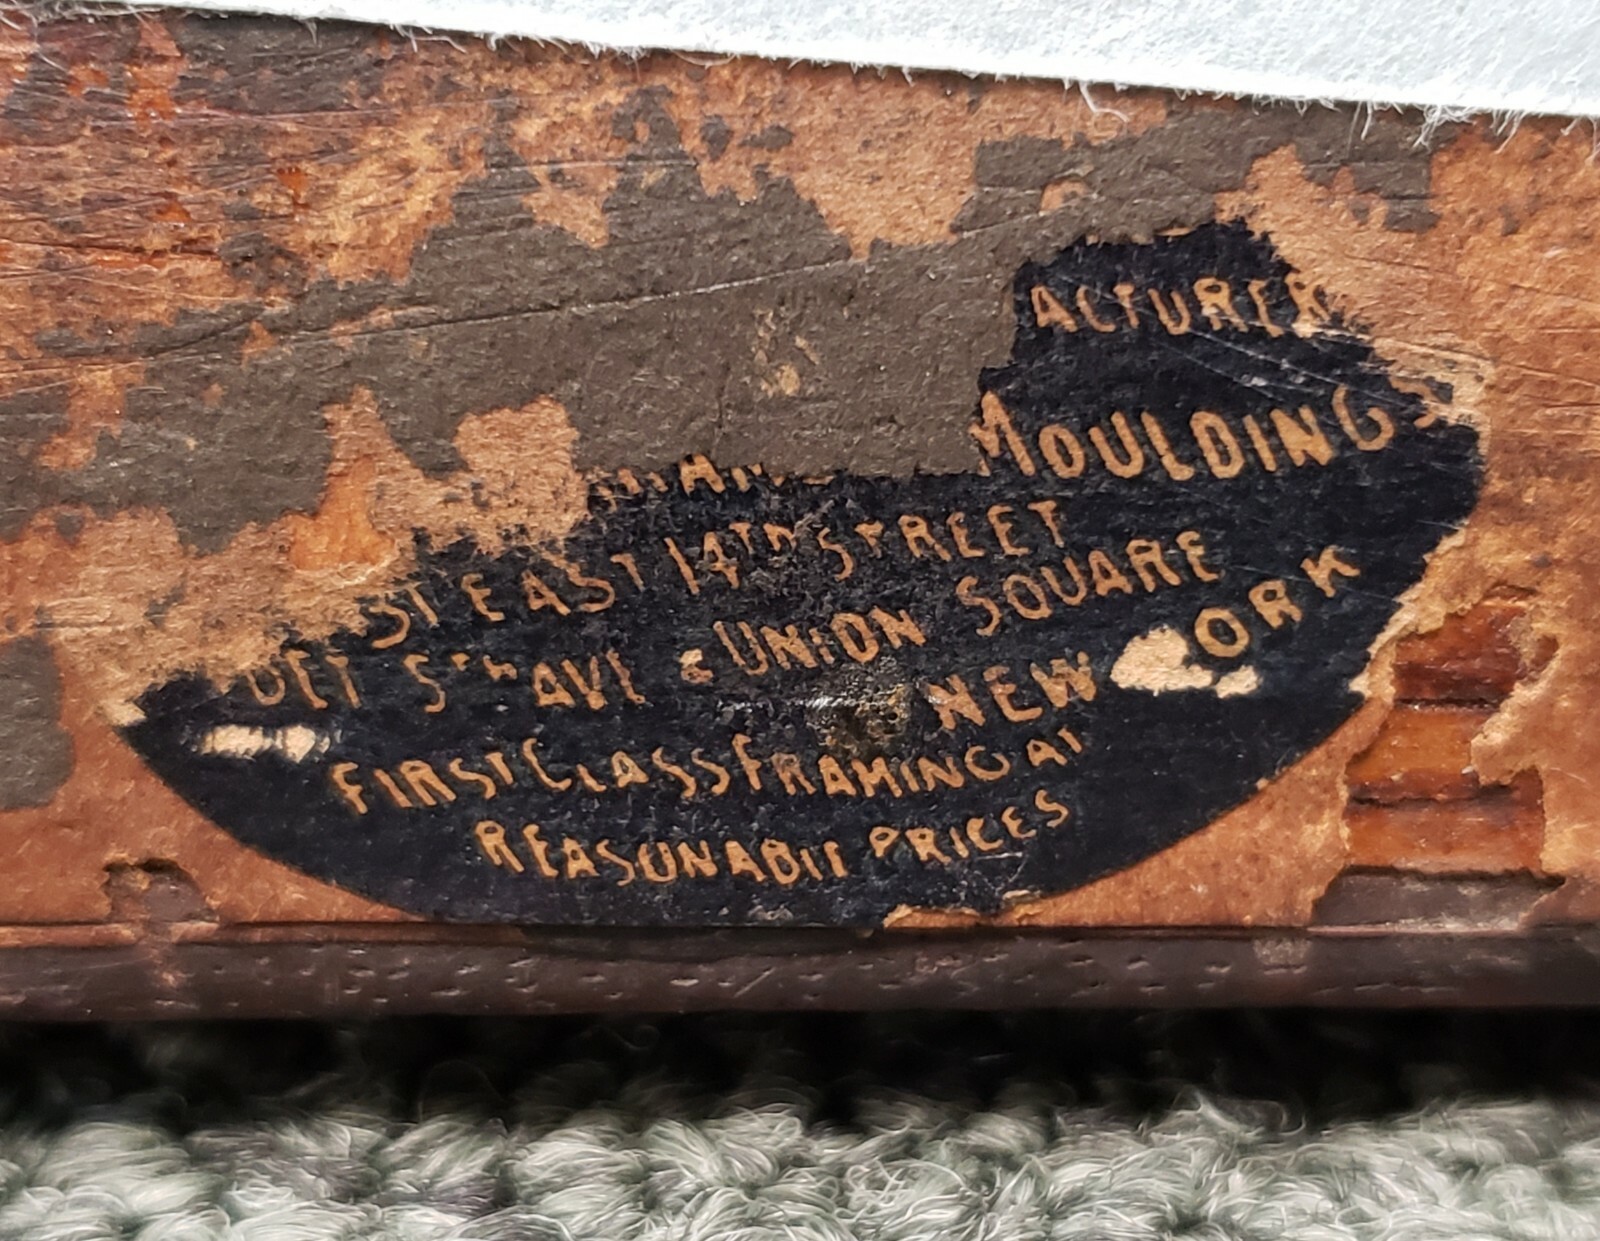 ACTURER
MOULDINGS
ST EAST 14TH STREET
BET 5TH AVE & UNION SQUARE
NEW ORK
FIRST CLASS FRAMING AT
REASONABLE PRICES